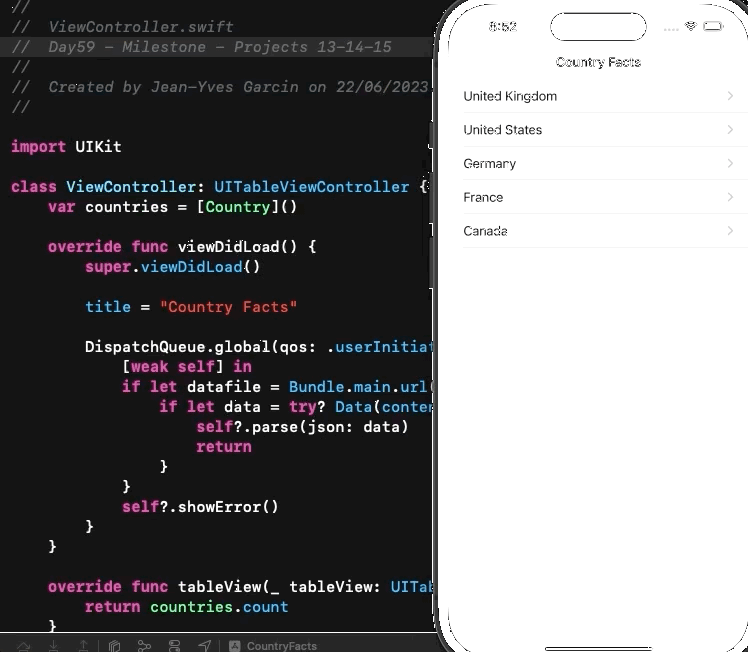 //
//  ViewController.swift
//  Day59 – Milestone – Projects 13-14-15
//
//  Created by Jean-Yves Garcin on 22/06/2023.
//
import UIKit
class ViewController: UITableViewController {
    var countries = [Country]()
    override func viewDidLoad() {
        super.viewDidLoad()
        title = "Country Facts"
        DispatchQueue.global(qos: .userInitiat
            [weak self] in
            if let datafile = Bundle.main.url(
                if let data = try? Data(conten
                    self?.parse(json: data)
                    return
                }
            }
            self?.showError()
        }
    }
    override func tableView(_ tableView: UITab
        return countries.count
    }
CountryFacts
8:52
Country Facts
United Kingdom
United States
Germany
France
Canada